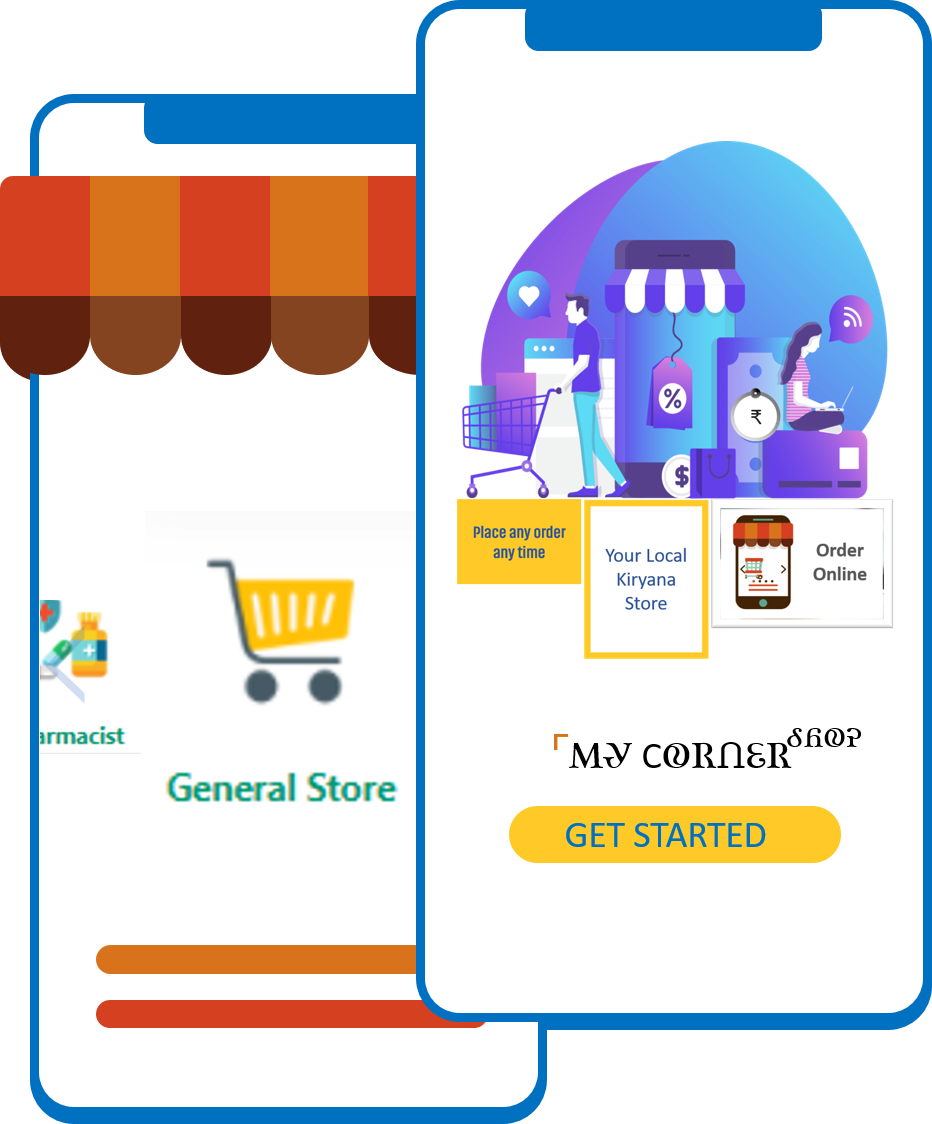 Place any order
any time
Your Local
Kiryana
Store
Order
Online
%
₹
$
armacist
General Store
MY CORNER SHOP
GET STARTED